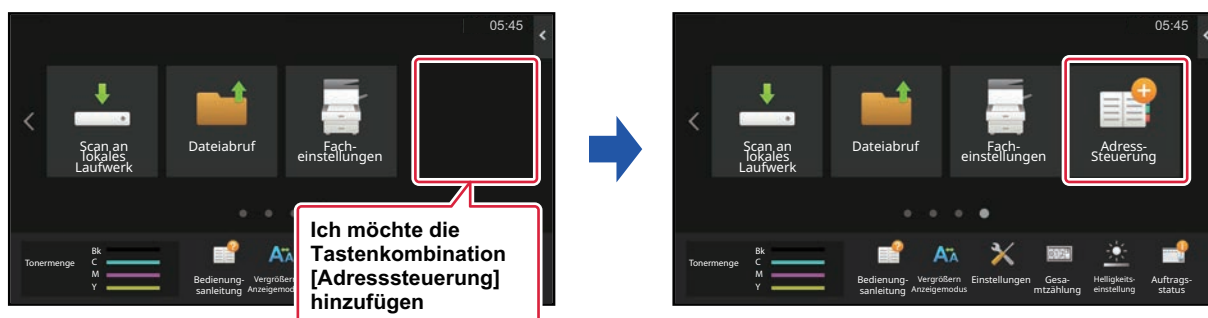 05:45
Scan an
lokales
Laufwerk
Dateiabruf
Fach-
einstellungen
Ich möchte die
Tastenkombination
[Adresssteuerung]
hinzufügen
Tonermenge
Bk
C
M
Y
Bedienung-
sanleitung
Vergrößern
Anzeigemod
05:45
Scan an
lokales
Laufwerk
Dateiabruf
Fach-
einstellungen
Adress-
Steuerung
Tonermenge
Bk
C
M
Y
Bedienung-
sanleitung
Vergrößern
Anzeigemodus
Einstellungen
Gesa-
mtzählung
Helligkeits-
einstellung
Auftrags-
status